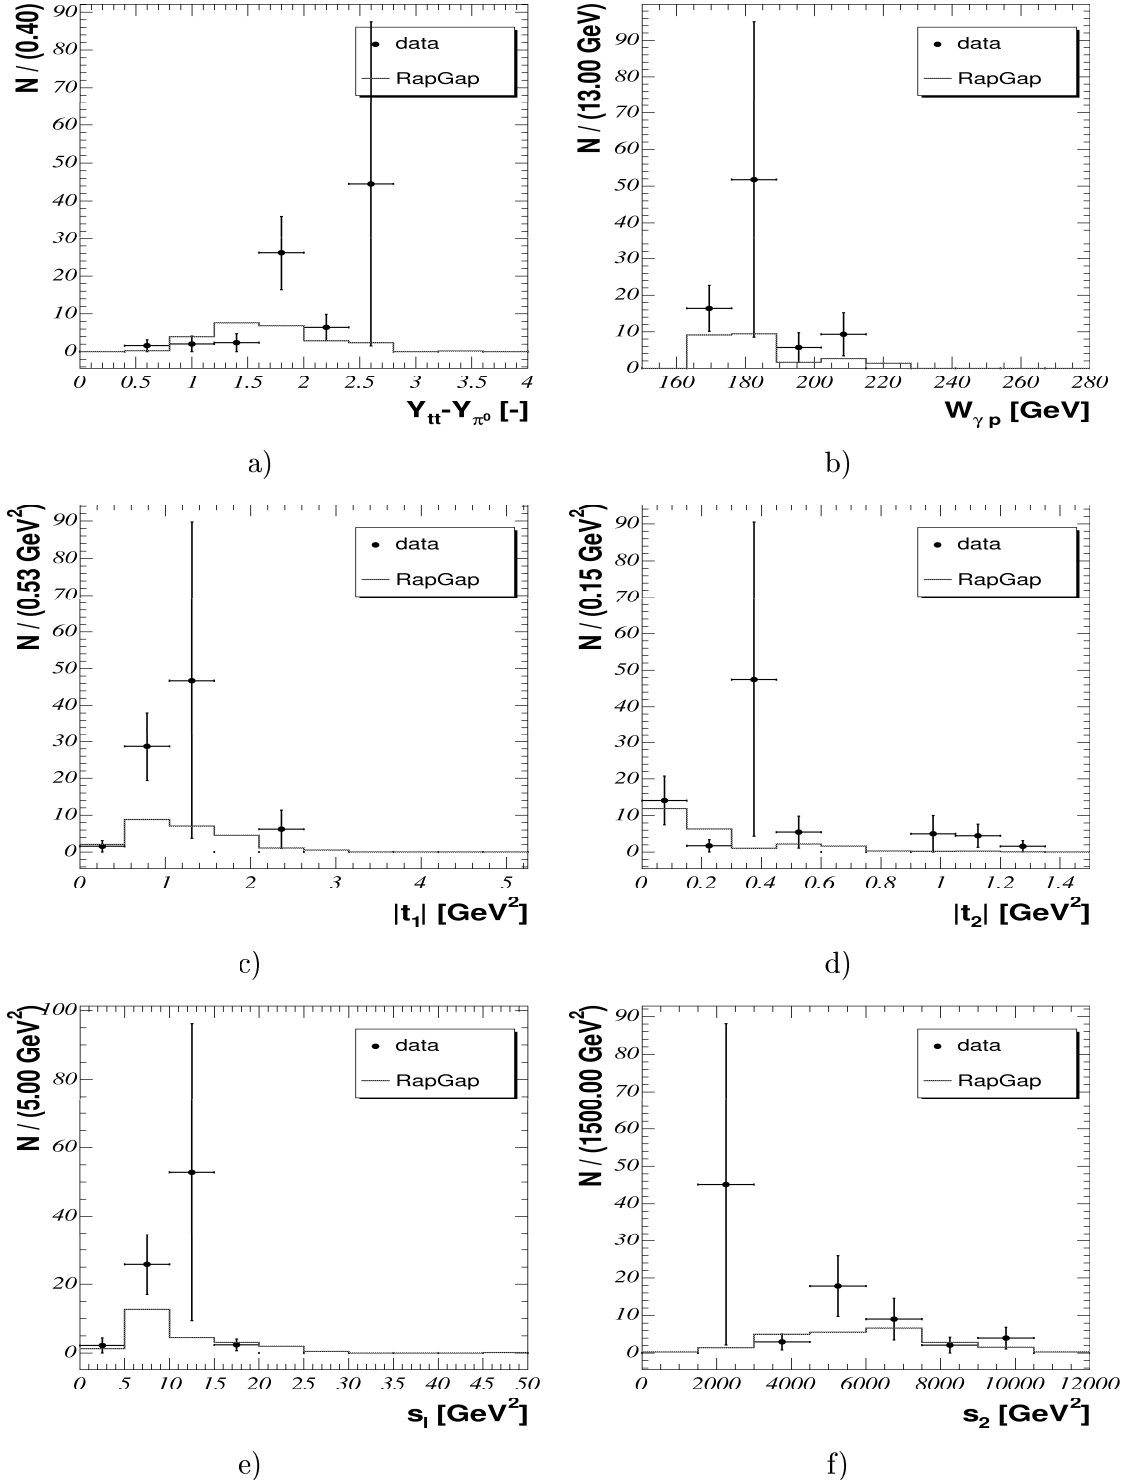 N / (0.40)
90
80
70
60
50
40
30
20
10
0
data
RapGap
0 0.5 1 1.5 2 2.5 3 3.5 4
Y_tt-Y_π⁰ [-]
a)
N / (13.00 GeV)
90
80
70
60
50
40
30
20
10
0
data
RapGap
160 180 200 220 240 260 280
W_γ p [GeV]
b)
N / (0.53 GeV²)
90
80
70
60
50
40
30
20
10
0
data
RapGap
0 1 2 3 4 5
|t₁| [GeV²]
c)
N / (0.15 GeV²)
90
80
70
60
50
40
30
20
10
0
data
RapGap
0 0.2 0.4 0.6 0.8 1 1.2 1.4
|t₂| [GeV²]
d)
N / (5.00 GeV²)
100
80
60
40
20
0
data
RapGap
0 5 10 15 20 25 30 35 40 45 50
s_l [GeV²]
e)
N / (1500.00 GeV²)
90
80
70
60
50
40
30
20
10
0
data
RapGap
0 2000 4000 6000 8000 10000 12000
s₂ [GeV²]
f)